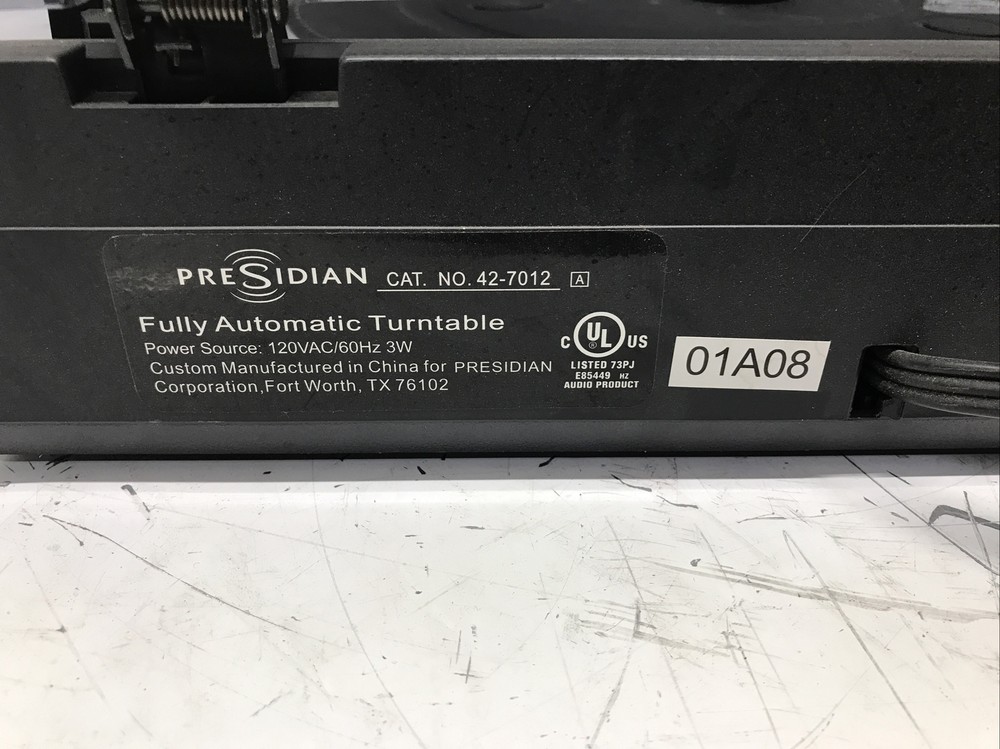 PRESIDIAN CAT. NO. 42-7012 A
Fully Automatic Turntable
Power Source: 120VAC/60Hz 3W
Custom Manufactured in China for PRESIDIAN
Corporation,Fort Worth, TX 76102
C UL ® US
LISTED 73PJ
E85449 HZ
AUDIO PRODUCT
01A08